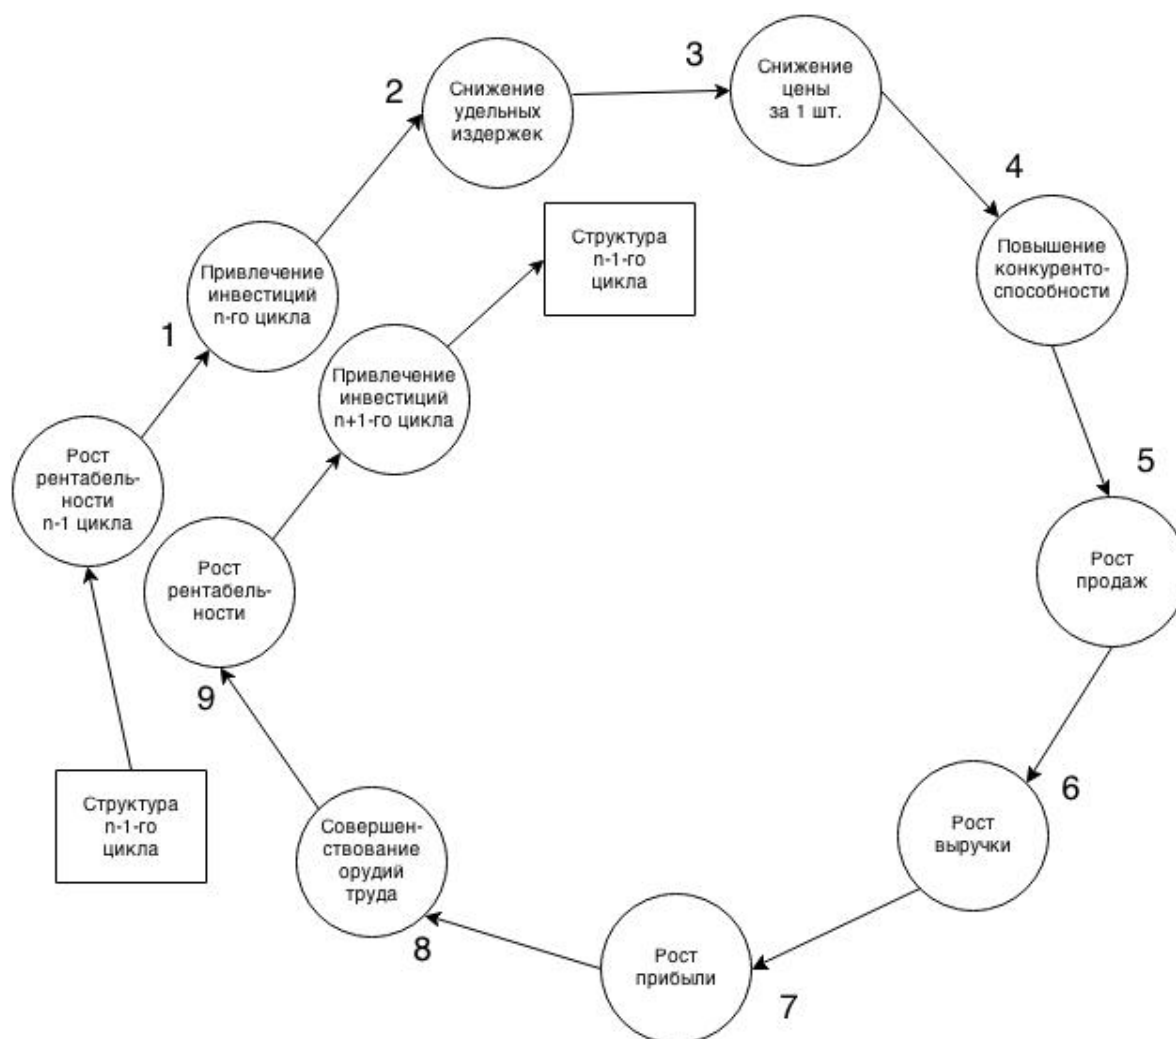 3
2
Снижение
удельных
издержек
Снижение
цены
за 1 шт.
4
Повышение
конкуренто-
способности
Структура
n-1-го
цикла
Привлечение
инвестиций
n-го цикла
1
Привлечение
инвестиций
n+1-го цикла
Рост
рентабель-
ности
n-1 цикла
5
Рост
продаж
Рост
рентабель-
ности
9
6
Структура
n-1-го
цикла
Совершен-
ствование
орудий
труда
Рост
выручки
8
Рост
прибыли
7